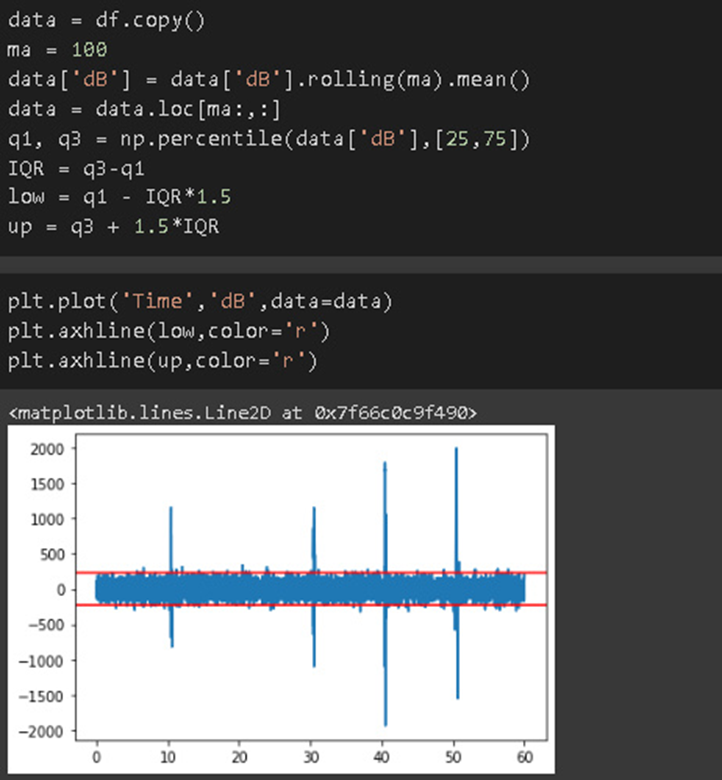 data = df.copy()
ma = 100
data['dB'] = data['dB'].rolling(ma).mean()
data = data.loc[ma:,:]
q1, q3 = np.percentile(data['dB'],[25,75])
IQR = q3-q1
low = q1 - IQR*1.5
up = q3 + 1.5*IQR
plt.plot('Time','dB',data=data)
plt.axhline(low,color='r')
plt.axhline(up,color='r')
<matplotlib.lines.Line2D at 0x7f66c0c9f490>
2000
1500
1000
500
0
−500
−1000
−1500
−2000
0 10 20 30 40 50 60